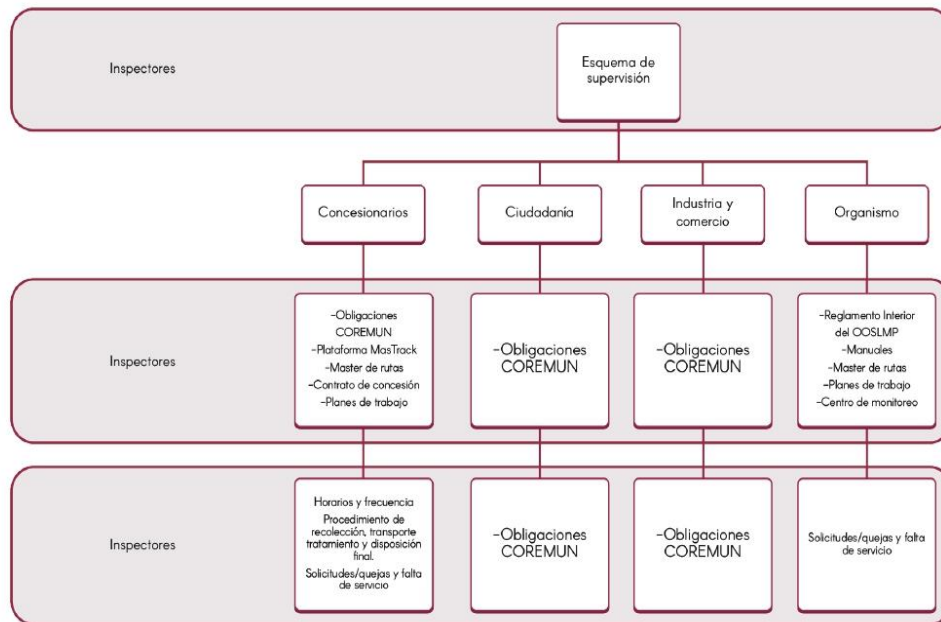 Inspectores
Esquema de
supervisión
Concesionarios
Ciudadanía
Industria y
comercio
Organismo
Inspectores
-Obligaciones
COREMUN
-Plataforma MasTrack
-Master de rutas
-Contrato de concesión
-Planes de trabajo
-Obligaciones
COREMUN
-Obligaciones
COREMUN
-Reglamento Interior
del OOSLMP
-Manuales
-Master de rutas
-Planes de trabajo
-Centro de monitoreo
Inspectores
Horarios y frecuencia
Procedimiento de
recolección, transporte
tratamiento y disposición
final.
Solicitudes/quejas y falta
de servicio
-Obligaciones
COREMUN
-Obligaciones
COREMUN
Solicitudes/quejas y falta
de servicio